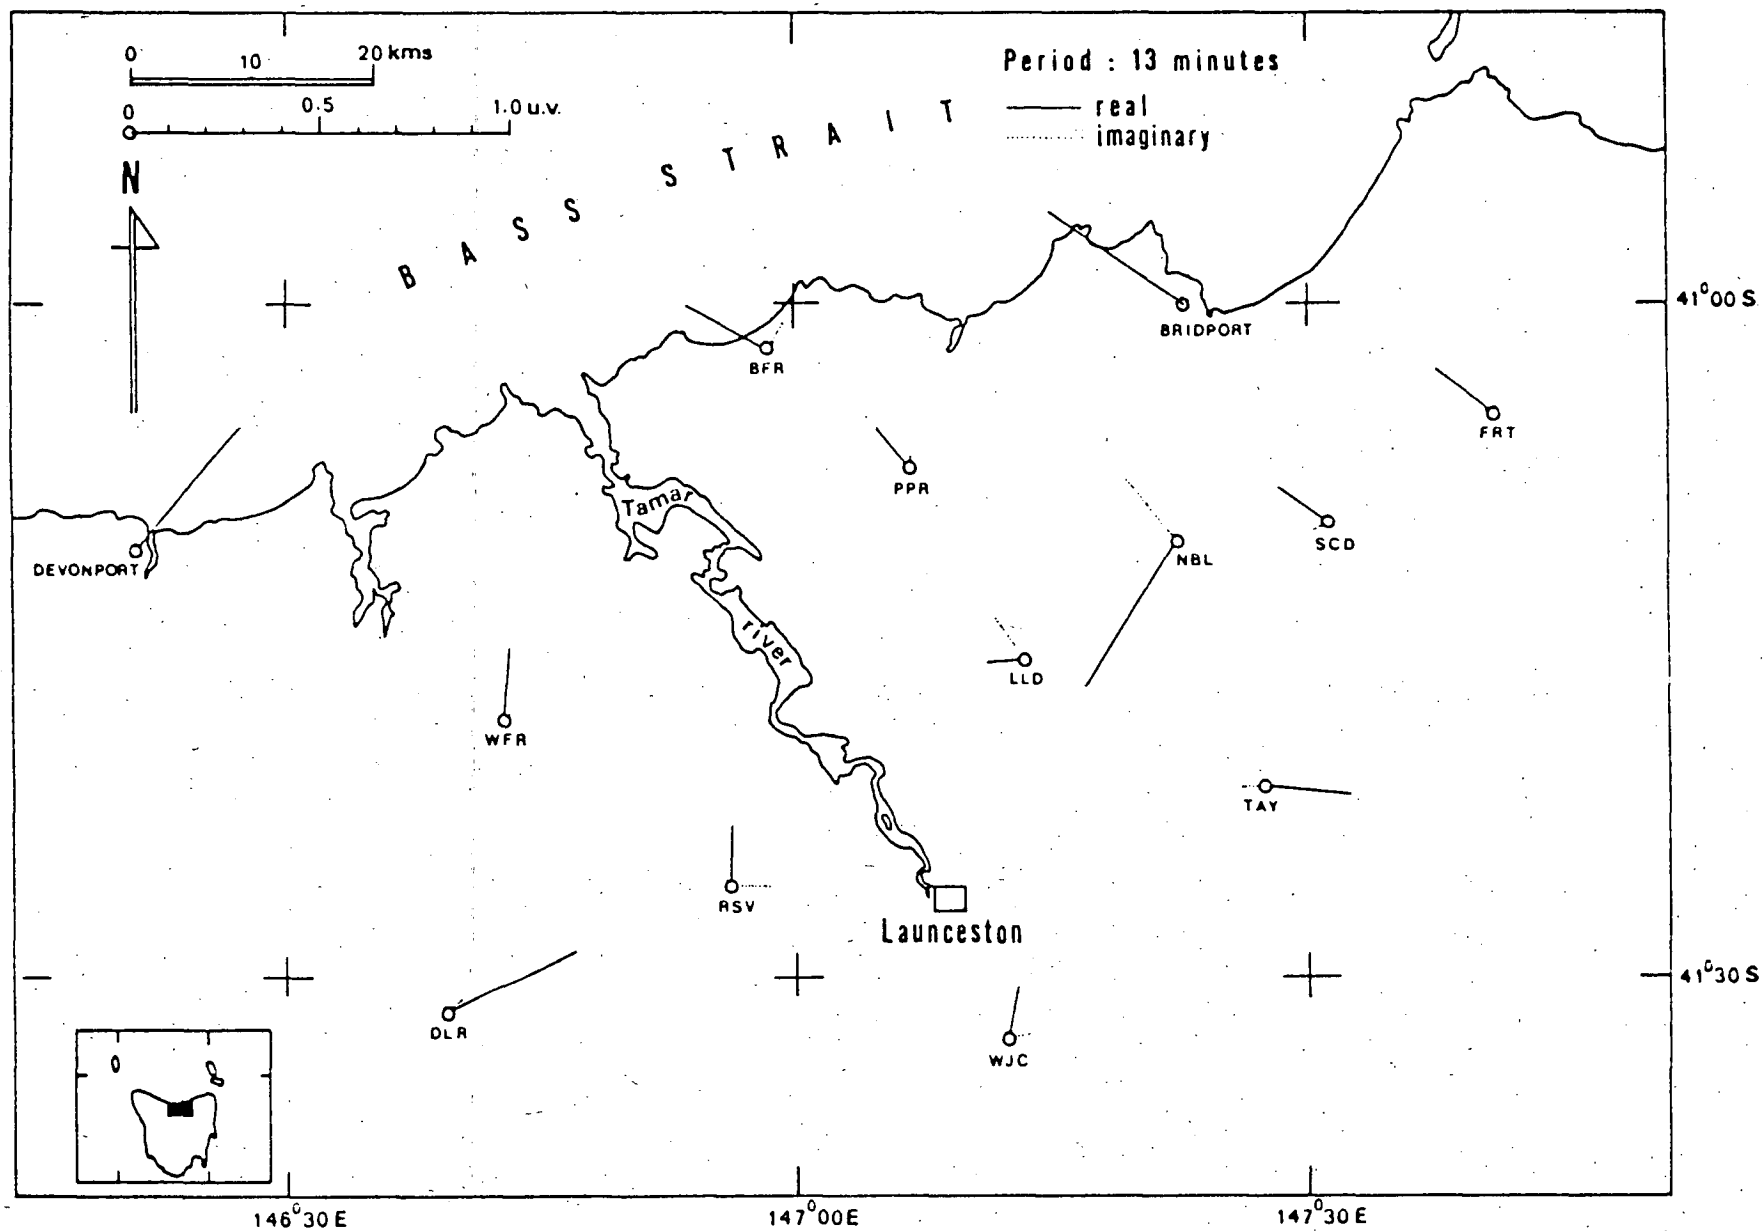 0 10 20 kms
0 0.5 1.0 u.v.
N
Period : 13 minutes
real
imaginary
BASS STRAIT
41°00 S
BRIDPORT
BFR
FRT
PPR
Tamar
SCD
NBL
DEVONPORT
river
LLD
WFR
TAY
RSV
Launceston
41°30 S
DLR
WJC
146°30 E 147°00 E 147°30 E